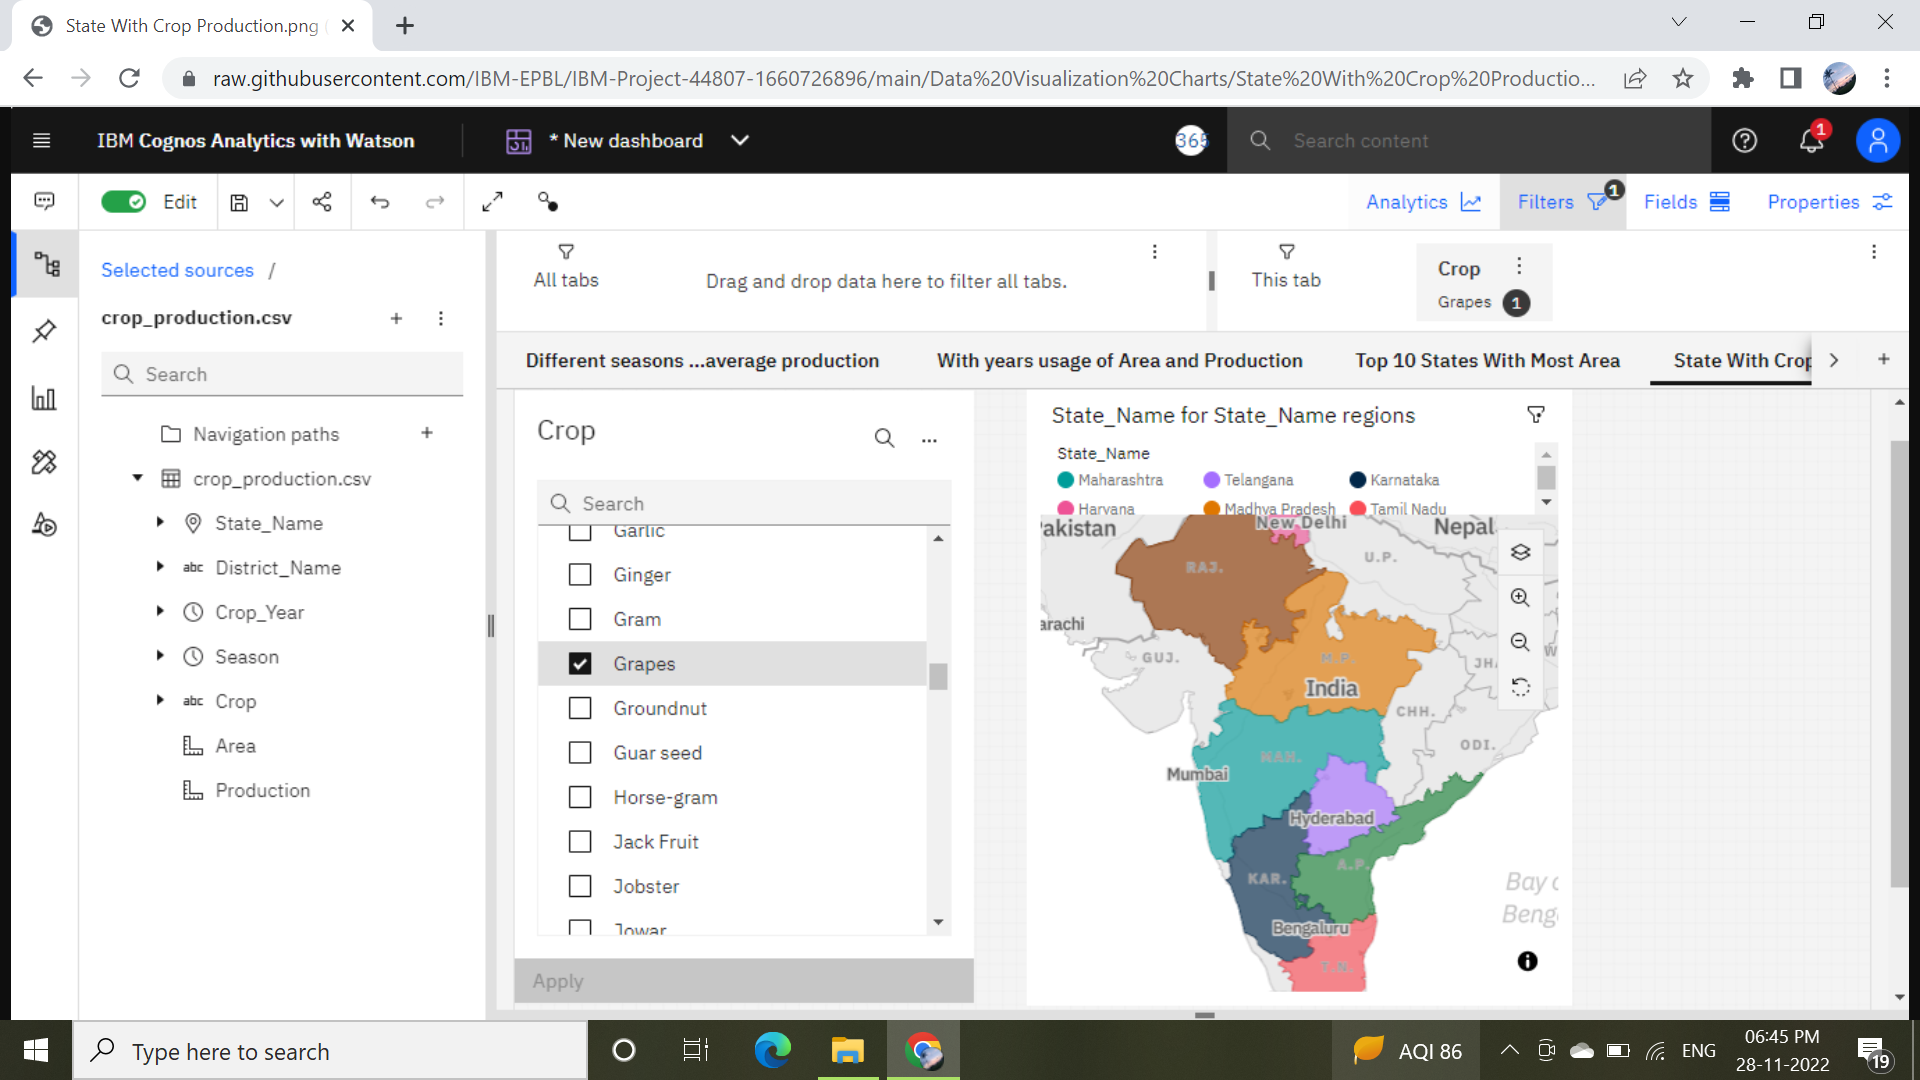 State With Crop Production.png (
raw.githubusercontent.com/IBM-EPBL/IBM-Project-44807-1660726896/main/Data%20Visualization%20Charts/State%20With%20Crop%20Productio...
IBM Cognos Analytics with Watson
* New dashboard
365
Search content
1
Edit
Analytics
Filters
1
Fields
Properties
Selected sources /
crop_production.csv
Search
Navigation paths
crop_production.csv
State_Name
abc District_Name
Crop_Year
Season
abc Crop
Area
Production
All tabs
Drag and drop data here to filter all tabs.
This tab
Crop
Grapes 1
Different seasons ...average production
With years usage of Area and Production
Top 10 States With Most Area
State With Crop
Crop
Search
Garlic
Ginger
Gram
Grapes
Groundnut
Guar seed
Horse-gram
Jack Fruit
Jobster
Jowar
Apply
State_Name for State_Name regions
State_Name
Maharashtra
Telangana
Karnataka
Haryana
Madhya Pradesh
Tamil Nadu
akistan
New Delhi
Nepal
RAJ.
U.P.
arachi
GUJ.
M.P.
JH
W
India
CHH.
ODI.
MAH.
Mumbai
Hyderabad
A.P.
KAR.
Bay o
Beng
Bengaluru
T.N.
Type here to search
AQI 86
ENG
06:45 PM
28-11-2022
19